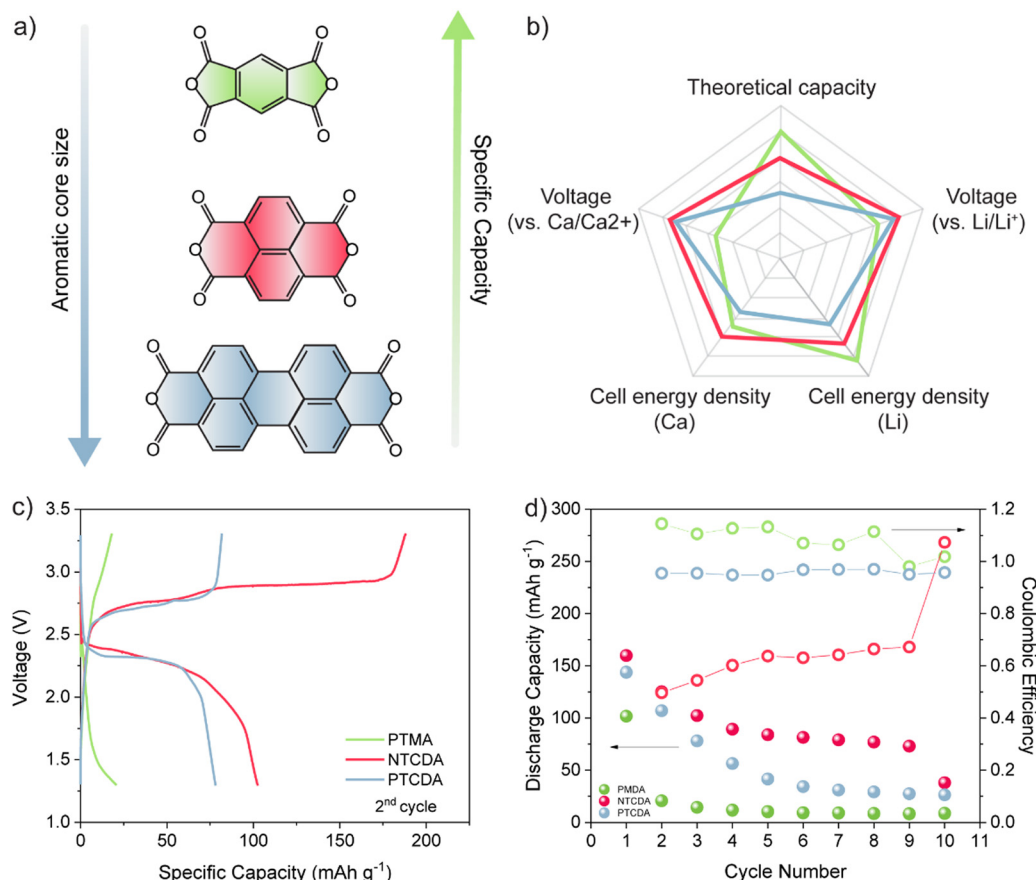 a)
Aromatic core size
O O
O O
O O
O O
O O
O O
O O
O O
O O
Specific Capacity
b)
Theoretical capacity
Voltage
(vs. Ca/Ca2+)
Voltage
(vs. Li/Li⁺)
Cell energy density
(Ca)
Cell energy density
(Li)
c)
Voltage (V)
3.5
3.0
2.5
2.0
1.5
1.0
PTMA
NTCDA
PTCDA
2nd cycle
0 50 100 150 200
Specific Capacity (mAh g⁻¹)
d)
Discharge Capacity (mAh g⁻¹)
300
250
200
150
100
50
0
PMDA
NTCDA
PTCDA
1 2 3 4 5 6 7 8 9 10
Cycle Number
1.2
1.0
0.8
0.6
0.4
0.2
0.0
Coulombic Efficiency